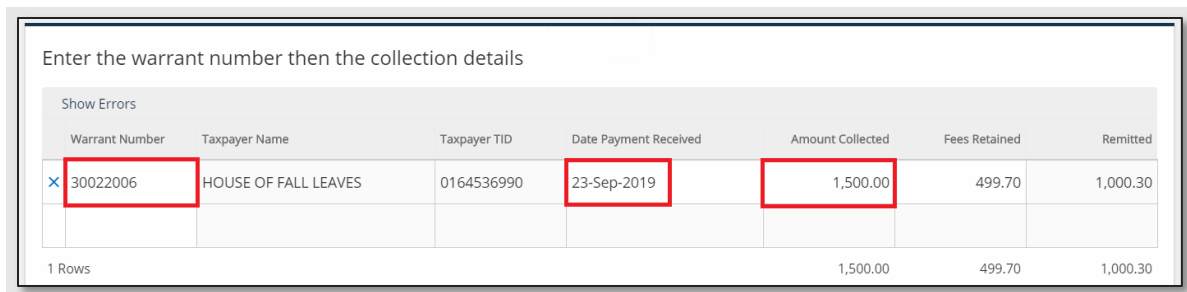 Enter the warrant number then the collection details
Show Errors
Warrant Number Taxpayer Name Taxpayer TID Date Payment Received Amount Collected Fees Retained Remitted
× 30022006 HOUSE OF FALL LEAVES 0164536990 23-Sep-2019 1,500.00 499.70 1,000.30
1 Rows 1,500.00 499.70 1,000.30